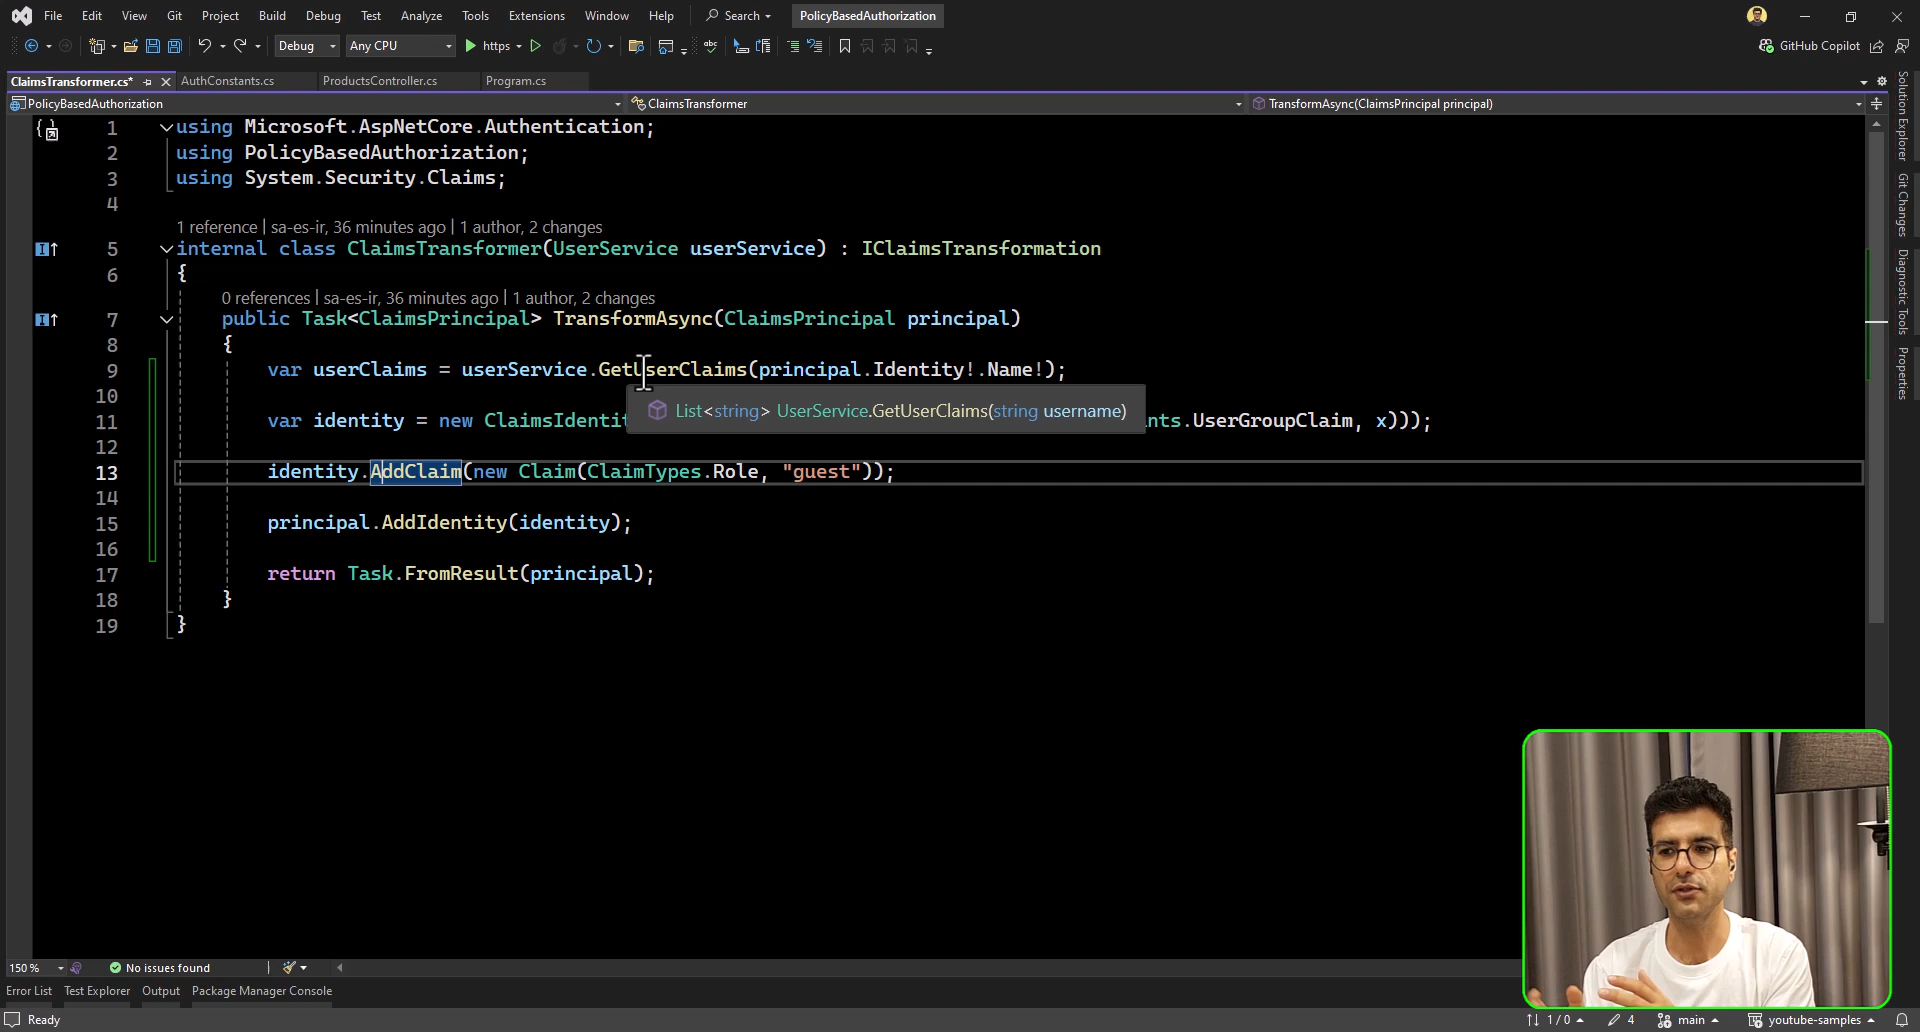 File Edit View Git Project Build Debug Test Analyze Tools Extensions Window Help Search PolicyBasedAuthorization
Debug Any CPU https GitHub Copilot
ClaimsTransformer.cs* AuthConstants.cs ProductsController.cs Program.cs
PolicyBasedAuthorization ClaimsTransformer TransformAsync(ClaimsPrincipal principal)
1 using Microsoft.AspNetCore.Authentication;
2 using PolicyBasedAuthorization;
3 using System.Security.Claims;
4
1 reference | sa-es-ir, 36 minutes ago | 1 author, 2 changes
5 internal class ClaimsTransformer(UserService userService) : IClaimsTransformation
6 {
0 references | sa-es-ir, 36 minutes ago | 1 author, 2 changes
7 public Task<ClaimsPrincipal> TransformAsync(ClaimsPrincipal principal)
8 {
9 var userClaims = userService.GetUserClaims(principal.Identity!.Name!);
10
List<string> UserService.GetUserClaims(string username)
11 var identity = new ClaimsIdentit nts.UserGroupClaim, x)));
12
13 identity.AddClaim(new Claim(ClaimTypes.Role, "guest"));
14
15 principal.AddIdentity(identity);
16
17 return Task.FromResult(principal);
18 }
19 }
Solution Explorer
Git Changes
Diagnostic Tools
Properties
150 % No issues found
Error List Test Explorer Output Package Manager Console
Ready 1 / 0 4 main youtube-samples